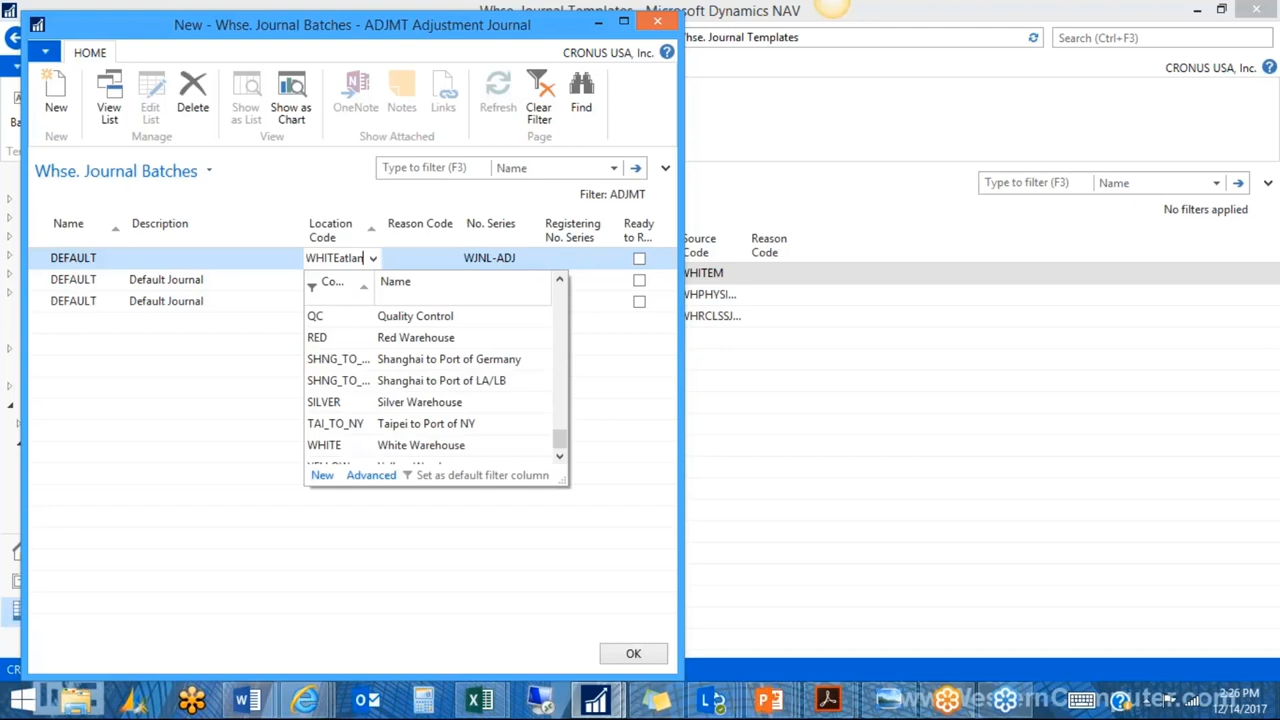 Whse. Journal Templates - Microsoft Dynamics NAV
New - Whse. Journal Batches - ADJMT Adjustment Journal
Whse. Journal Templates
Search (Ctrl+F3)
HOME
CRONUS USA, Inc.
CRONUS USA, Inc.
New
View
List
Edit
List
Delete
Show
as List
Show as
Chart
OneNote
Notes
Links
Refresh
Clear
Filter
Find
New
Manage
View
Show Attached
Page
Whse. Journal Batches
Type to filter (F3)
Name
Filter: ADJMT
Type to filter (F3)
Name
No filters applied
Name
Description
Location
Code
Reason Code
No. Series
Registering
No. Series
Ready
to R...
Source
Code
Reason
Code
DEFAULT
WHITEatlan
WJNL-ADJ
DEFAULT
Default Journal
DEFAULT
Default Journal
WHITEM
WHPHYSI...
WHRCLSSJ...
Co...
Name
QC
Quality Control
RED
Red Warehouse
SHNG_TO_...
Shanghai to Port of Germany
SHNG_TO_...
Shanghai to Port of LA/LB
SILVER
Silver Warehouse
TAI_TO_NY
Taipei to Port of NY
WHITE
White Warehouse
New
Advanced
Set as default filter column
OK
CR
www.WesternComputer.com
2:26 PM
12/14/2017